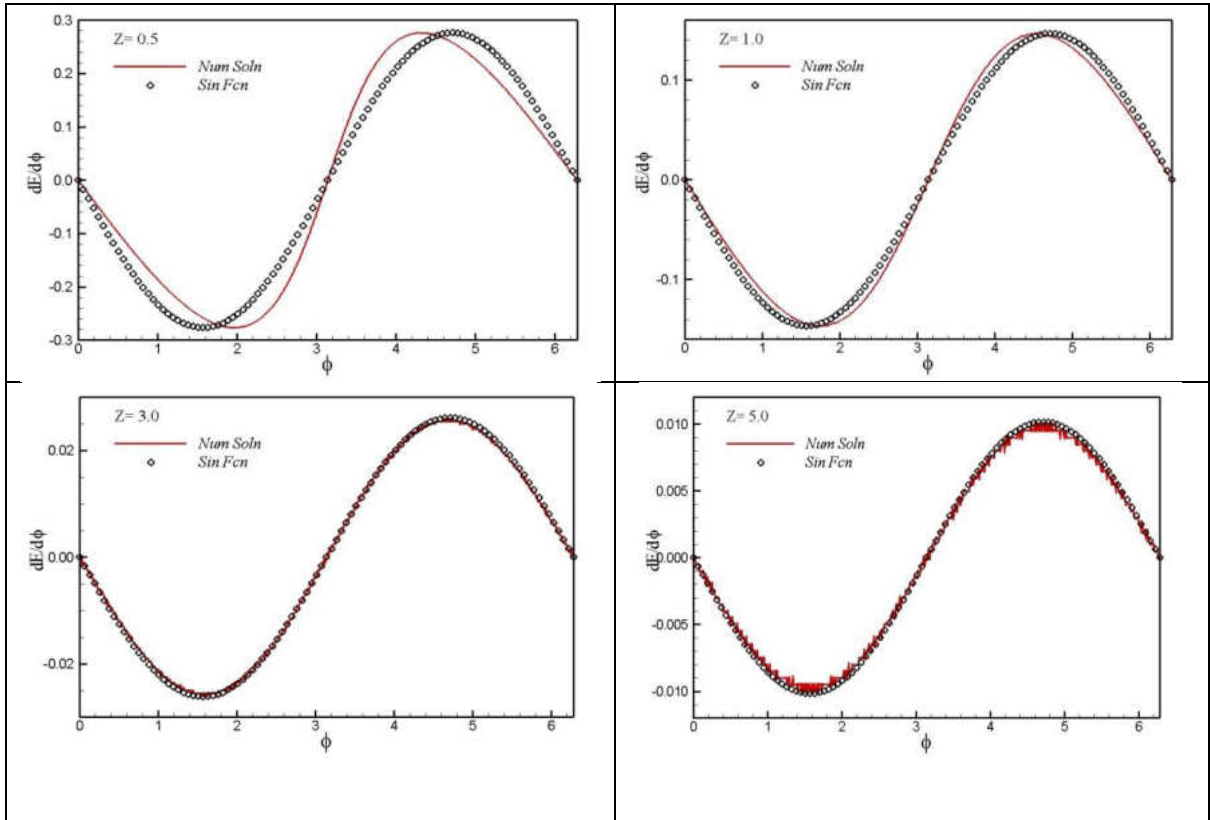 Z= 0.5
Num Soln
Sin Fcn
0.3
0.2
0.1
0.0
-0.1
-0.2
-0.3
dE/dϕ
0 1 2 3 4 5 6
ϕ
Z= 1.0
Num Soln
Sin Fcn
0.1
0.0
-0.1
dE/dϕ
0 1 2 3 4 5 6
ϕ
Z= 3.0
Num Soln
Sin Fcn
0.02
0.00
-0.02
dE/dϕ
0 1 2 3 4 5 6
ϕ
Z= 5.0
Num Soln
Sin Fcn
0.010
0.005
0.000
-0.005
-0.010
dE/dϕ
0 1 2 3 4 5 6
ϕ